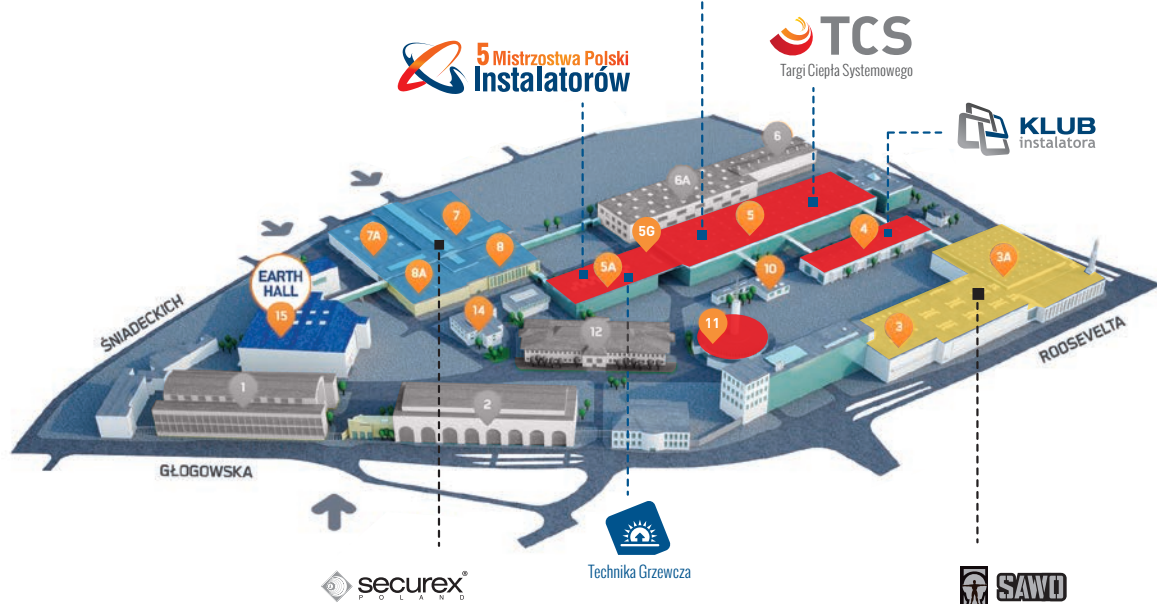 5 Mistrzostwa Polski
Instalatorów
TCS
Targi Ciepła Systemowego
KLUB
instalatora
6
6A
7
7A
8
8A
5
5G
5A
4
3A
3
10
11
12
14
EARTH
HALL
15
1
2
ŚNIADECKICH
ROOSEVELTA
GŁOGOWSKA
securex®
POLAND
Technika Grzewcza
SAWO